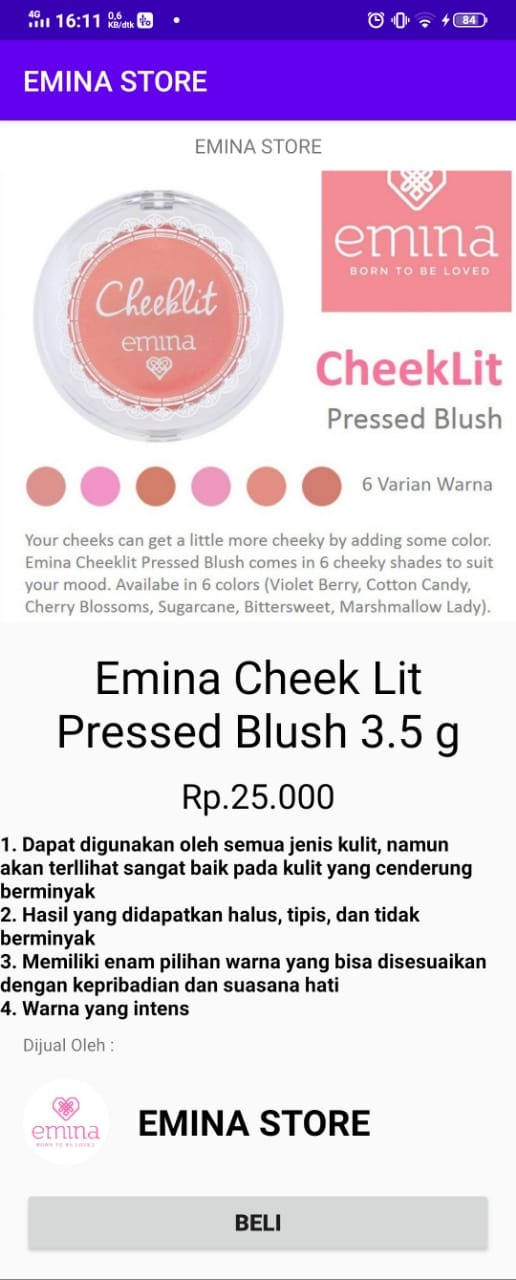 4G 16:11 0,6 KB/dtk 84
EMINA STORE
EMINA STORE
Cheeklit
emina
emina
BORN TO BE LOVED
CheekLit
Pressed Blush
6 Varian Warna
Your cheeks can get a little more cheeky by adding some color.
Emina Cheeklit Pressed Blush comes in 6 cheeky shades to suit
your mood. Availabe in 6 colors (Violet Berry, Cotton Candy,
Cherry Blossoms, Sugarcane, Bittersweet, Marshmallow Lady).
Emina Cheek Lit
Pressed Blush 3.5 g
Rp.25.000
1. Dapat digunakan oleh semua jenis kulit, namun
akan terllihat sangat baik pada kulit yang cenderung
berminyak
2. Hasil yang didapatkan halus, tipis, dan tidak
berminyak
3. Memiliki enam pilihan warna yang bisa disesuaikan
dengan kepribadian dan suasana hati
4. Warna yang intens
Dijual Oleh :
emina
BORN TO BE LOVED
EMINA STORE
BELI